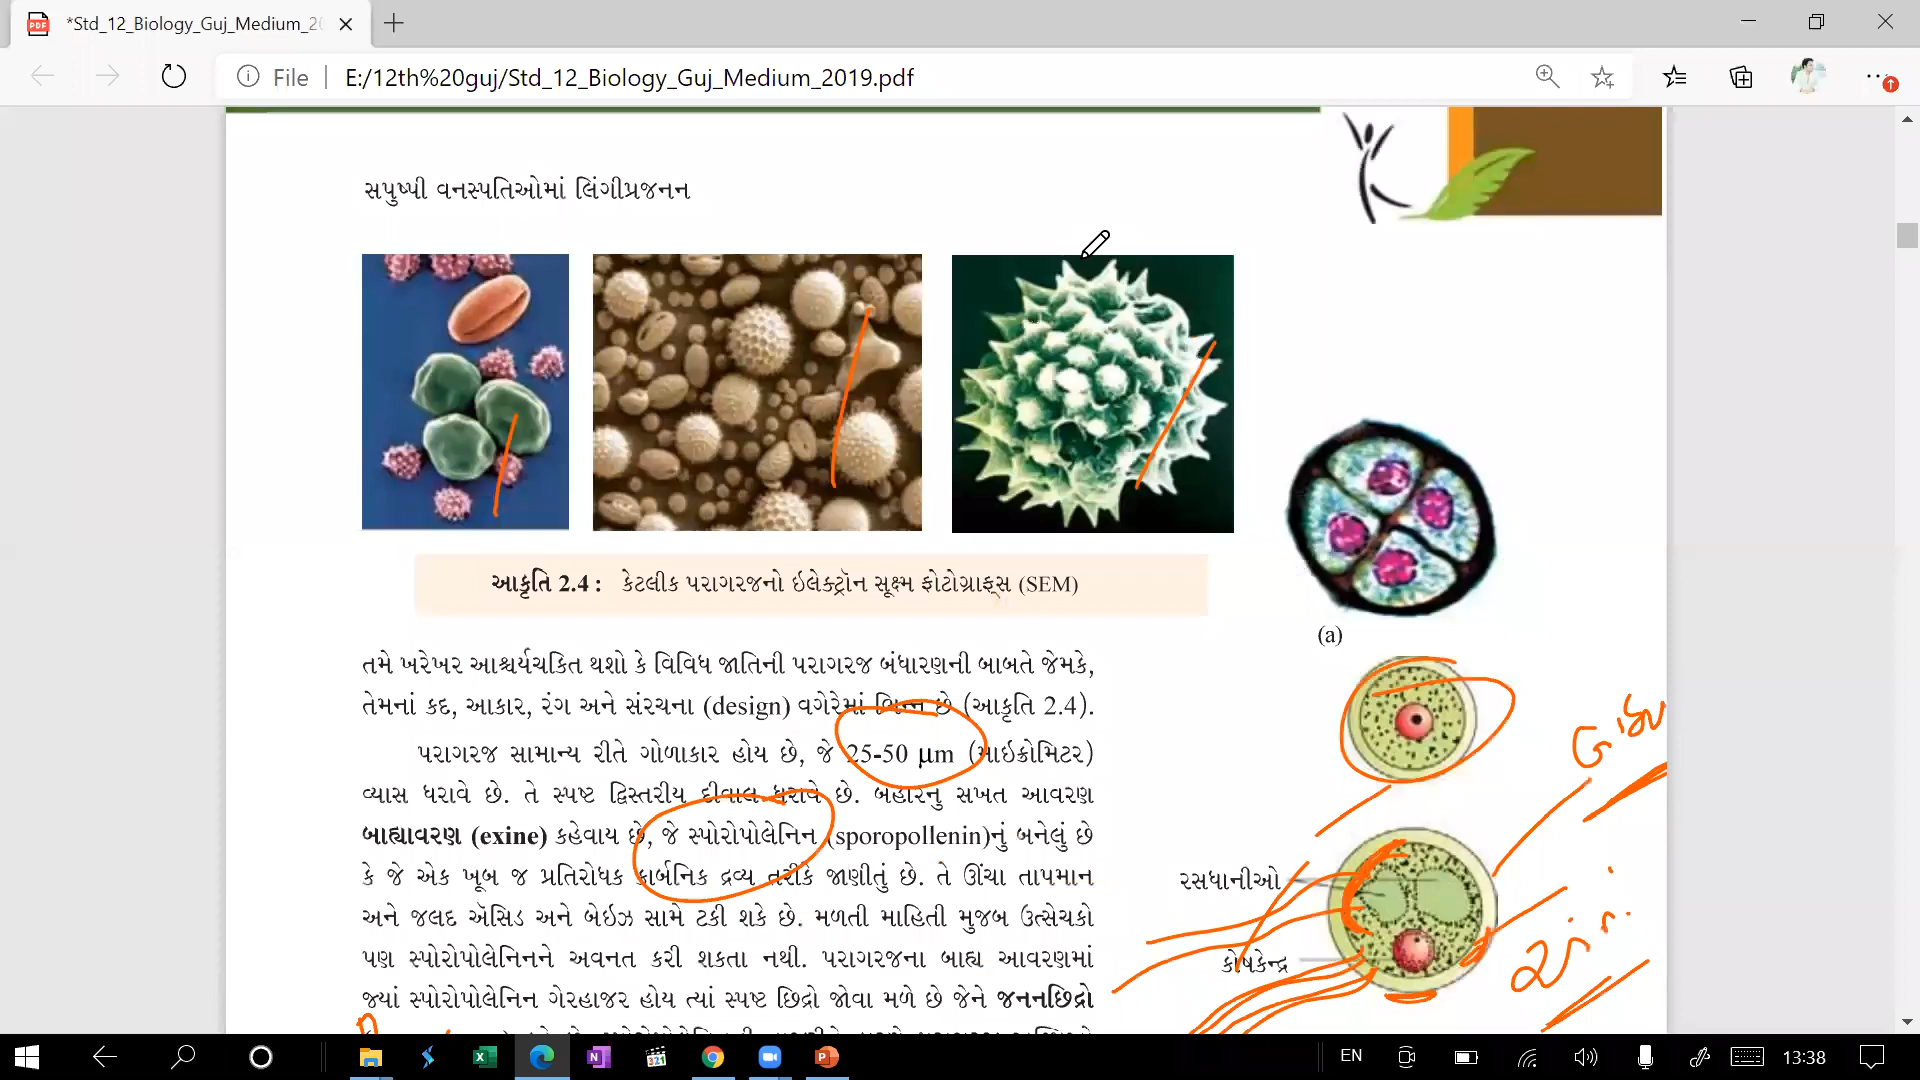 *Std_12_Biology_Guj_Medium_20
File
E:/12th%20guj/Std_12_Biology_Guj_Medium_2019.pdf
સપુષ્પી વનસ્પતિઓમાં લિંગીપ્રજનન
આકૃતિ 2.4 : કેટલીક પરાગરજનો ઇલેક્ટ્રૉન સૂક્ષ્મ ફોટોગ્રાફ્સ (SEM)
(a)
તમે ખરેખર આશ્ચર્યચકિત થશો કે વિવિધ જાતિની પરાગરજ બંધારણની બાબતે જેમકે,
તેમનાં કદ, આકાર, રંગ અને સંરચના (design) વગેરેમાં ભિન્ન છે (આકૃતિ 2.4).
પરાગરજ સામાન્ય રીતે ગોળાકાર હોય છે, જે 25-50 μm (માઇક્રોમિટર)
વ્યાસ ધરાવે છે. તે સ્પષ્ટ દ્વિસ્તરીય દીવાલ ધરાવે છે. બહારનું સખત આવરણ
બાહ્યાવરણ (exine) કહેવાય છે, જે સ્પોરોપોલેનિન (sporopollenin)નું બનેલું છે
કે જે એક ખૂબ જ પ્રતિરોધક કાર્બનિક દ્રવ્ય તરીકે જાણીતું છે. તે ઊંચા તાપમાન
અને જલદ ઍસિડ અને બેઇઝ સામે ટકી શકે છે. મળતી માહિતી મુજબ ઉત્સેચકો
પણ સ્પોરોપોલેનિનને અવનત કરી શકતા નથી. પરાગરજના બાહ્ય આવરણમાં
જ્યાં સ્પોરોપોલેનિન ગેરહાજર હોય ત્યાં સ્પષ્ટ છિદ્રો જોવા મળે છે જેને જનનછિદ્રો
રસધાનીઓ
કોષકેન્દ્ર
EN
13:38